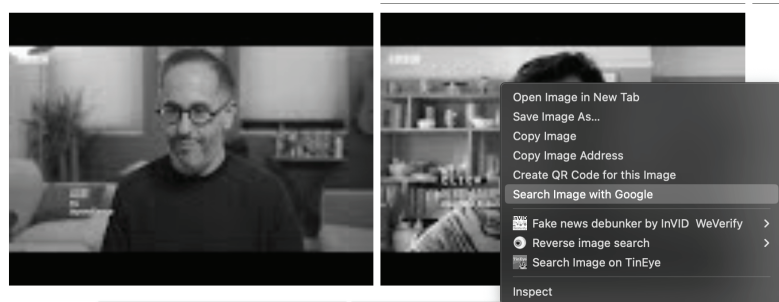 Open Image in New Tab
Save Image As...
Copy Image
Copy Image Address
Create QR Code for this Image
Search Image with Google
Fake news debunker by InVID WeVerify
Reverse image search
Search Image on TinEye
Inspect